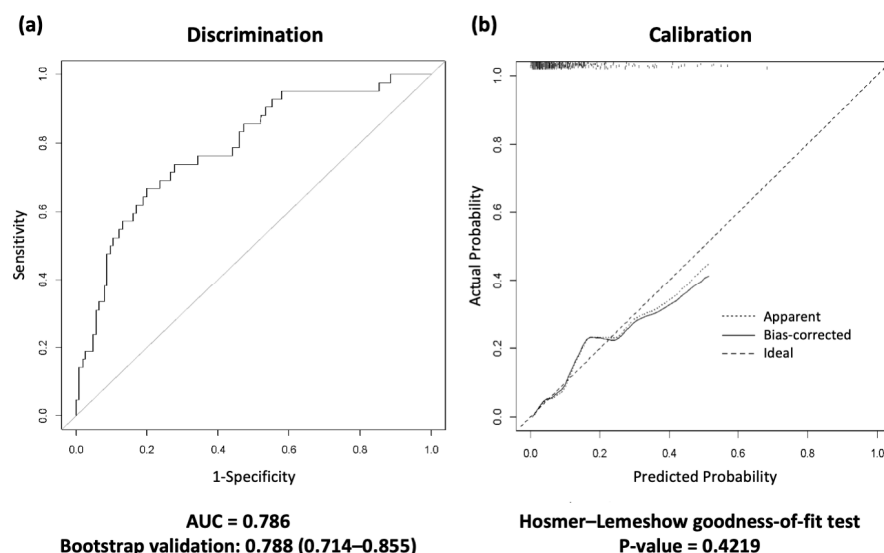 (a)
Discrimination
Sensitivity
1.0
0.8
0.6
0.4
0.2
0.0
0.0 0.2 0.4 0.6 0.8 1.0
1-Specificity
AUC = 0.786
Bootstrap validation: 0.788 (0.714–0.855)
(b)
Calibration
Actual Probability
1.0
0.8
0.6
0.4
0.2
0.0
Apparent
Bias-corrected
Ideal
0.0 0.2 0.4 0.6 0.8 1.0
Predicted Probability
Hosmer–Lemeshow goodness-of-fit test
P-value = 0.4219